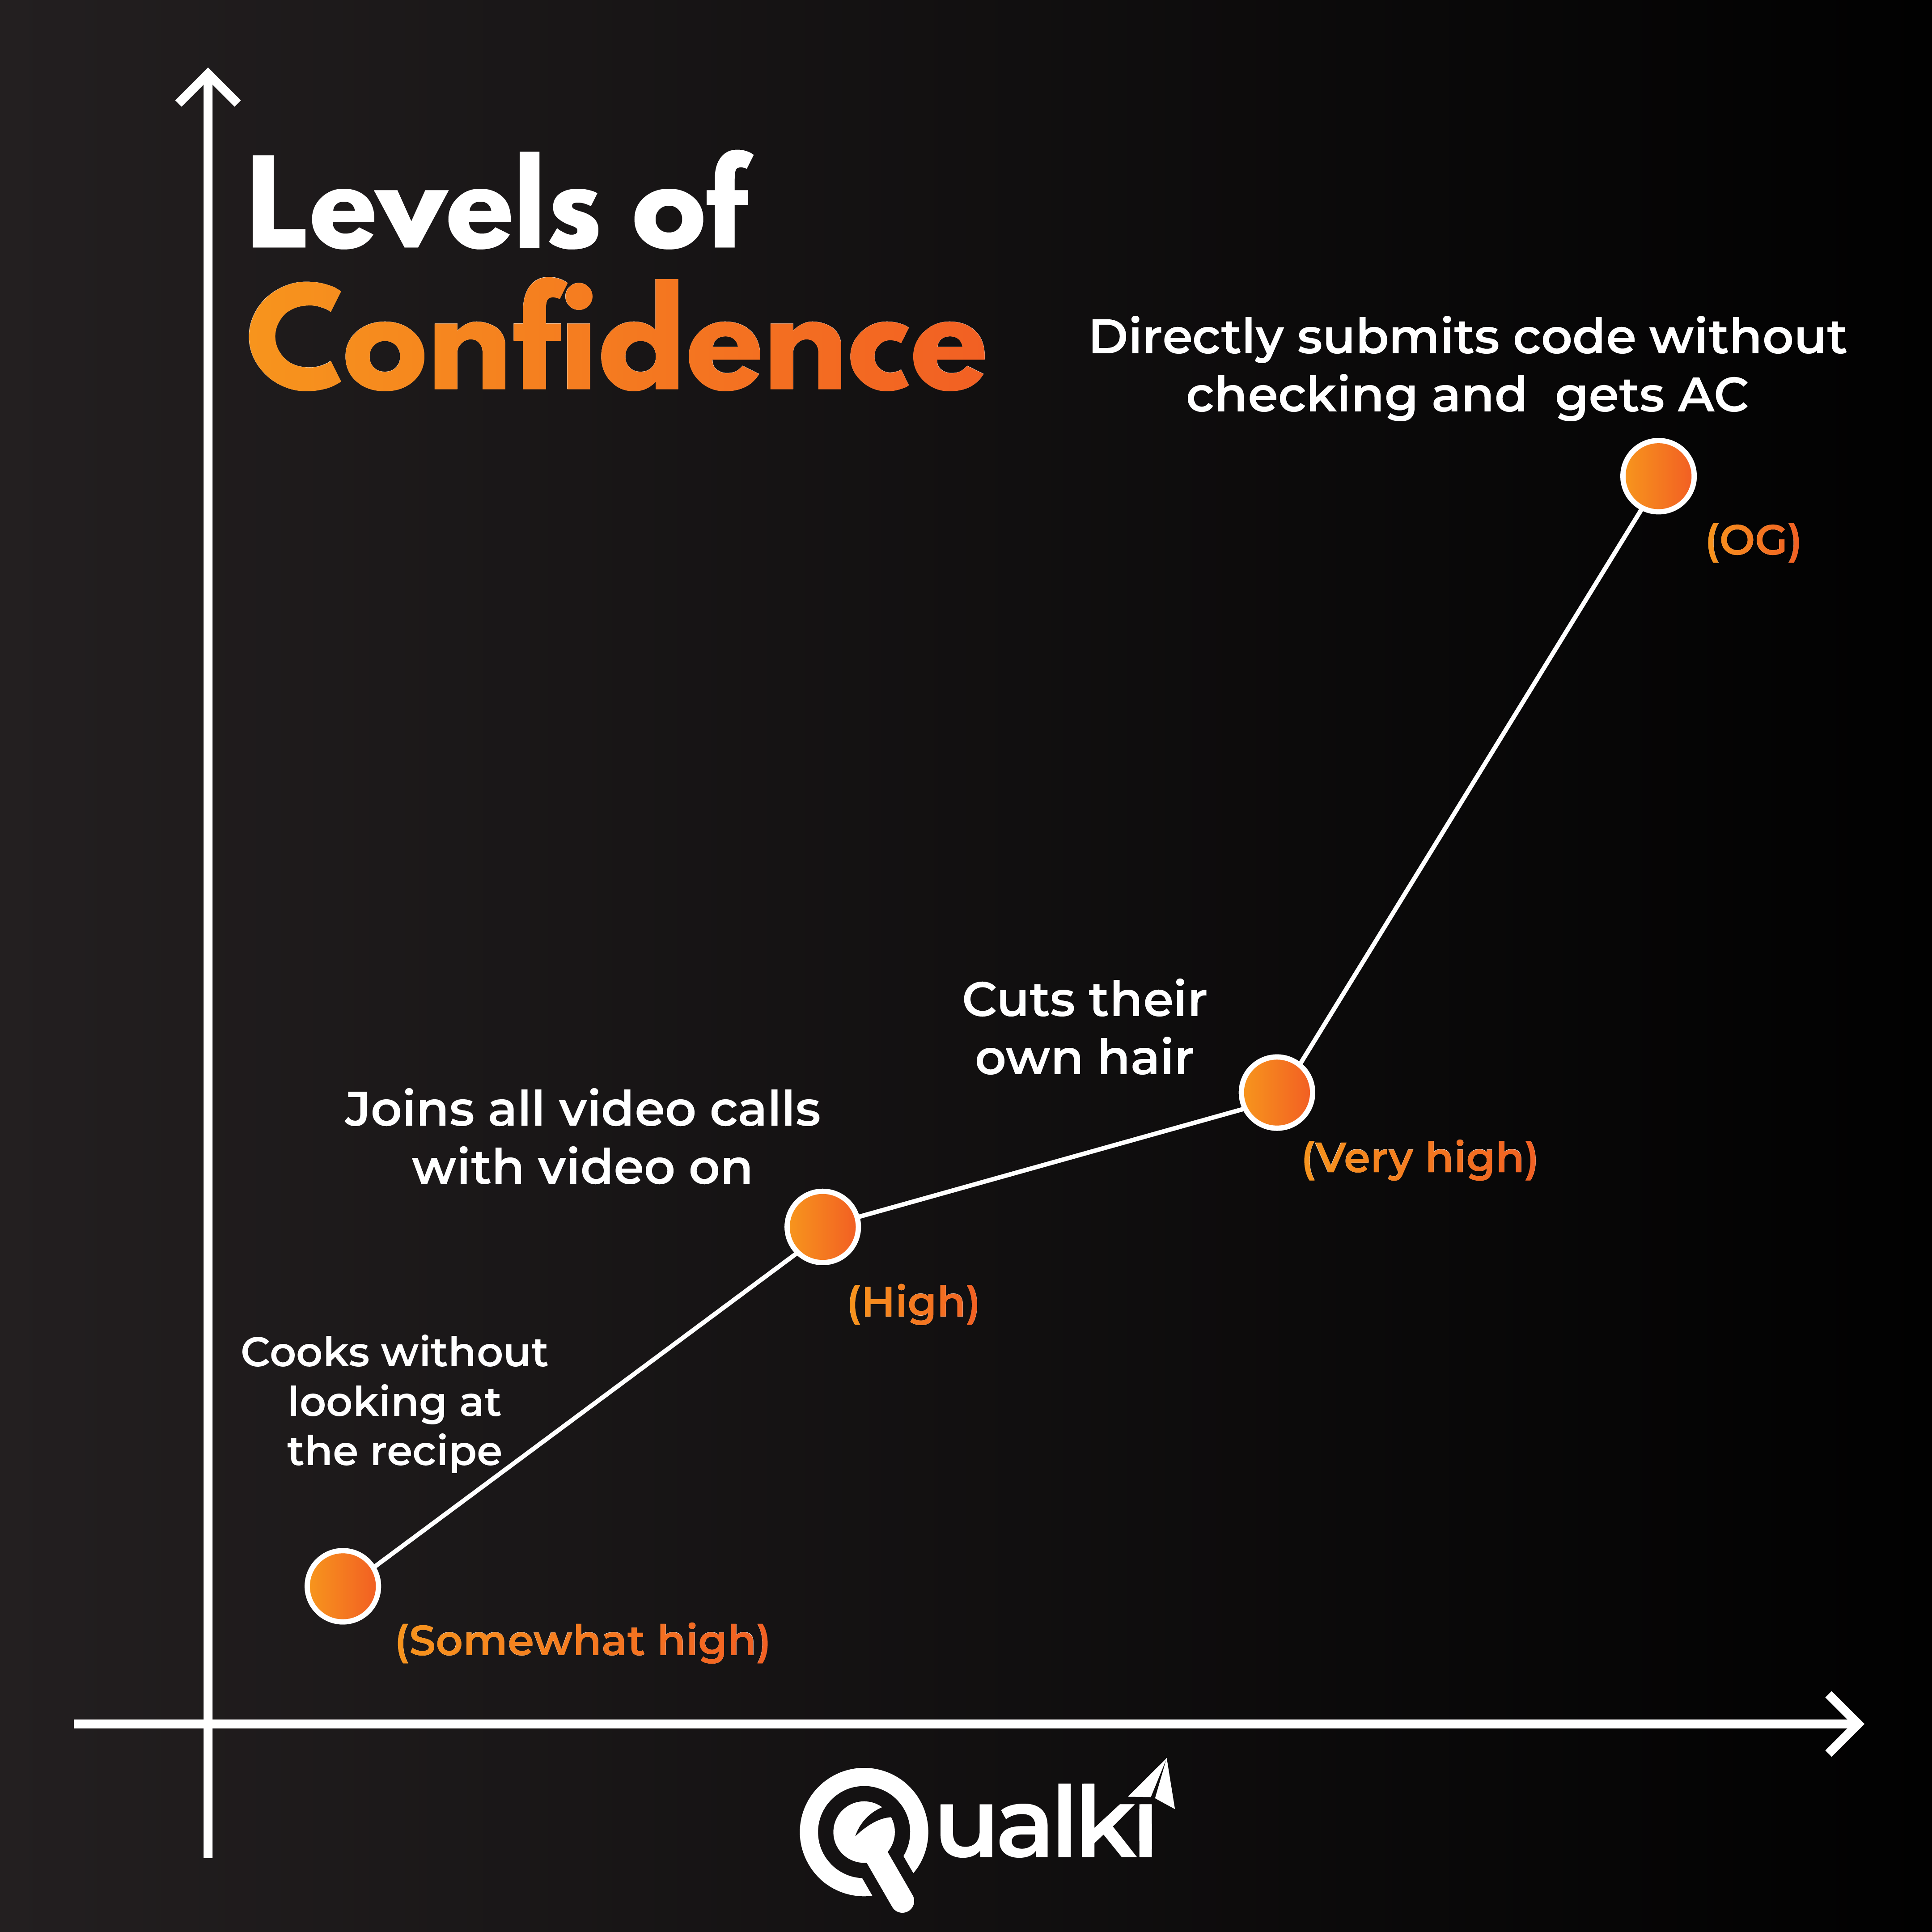 Levels of
Confidence
Directly submits code without
checking and gets AC
(OG)
Cuts their
own hair
(Very high)
Joins all video calls
with video on
(High)
Cooks without
looking at
the recipe
(Somewhat high)
Qualki